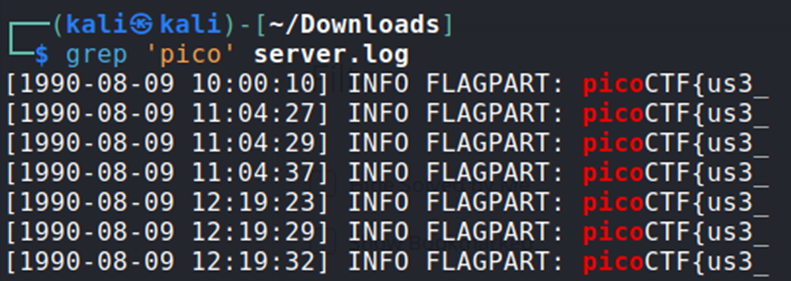 ┌──(kali㉿kali)-[~/Downloads]
└─$ grep 'pico' server.log
[1990-08-09 10:00:10] INFO FLAGPART: picoCTF{us3_
[1990-08-09 11:04:27] INFO FLAGPART: picoCTF{us3_
[1990-08-09 11:04:29] INFO FLAGPART: picoCTF{us3_
[1990-08-09 11:04:37] INFO FLAGPART: picoCTF{us3_
[1990-08-09 12:19:23] INFO FLAGPART: picoCTF{us3_
[1990-08-09 12:19:29] INFO FLAGPART: picoCTF{us3_
[1990-08-09 12:19:32] INFO FLAGPART: picoCTF{us3_